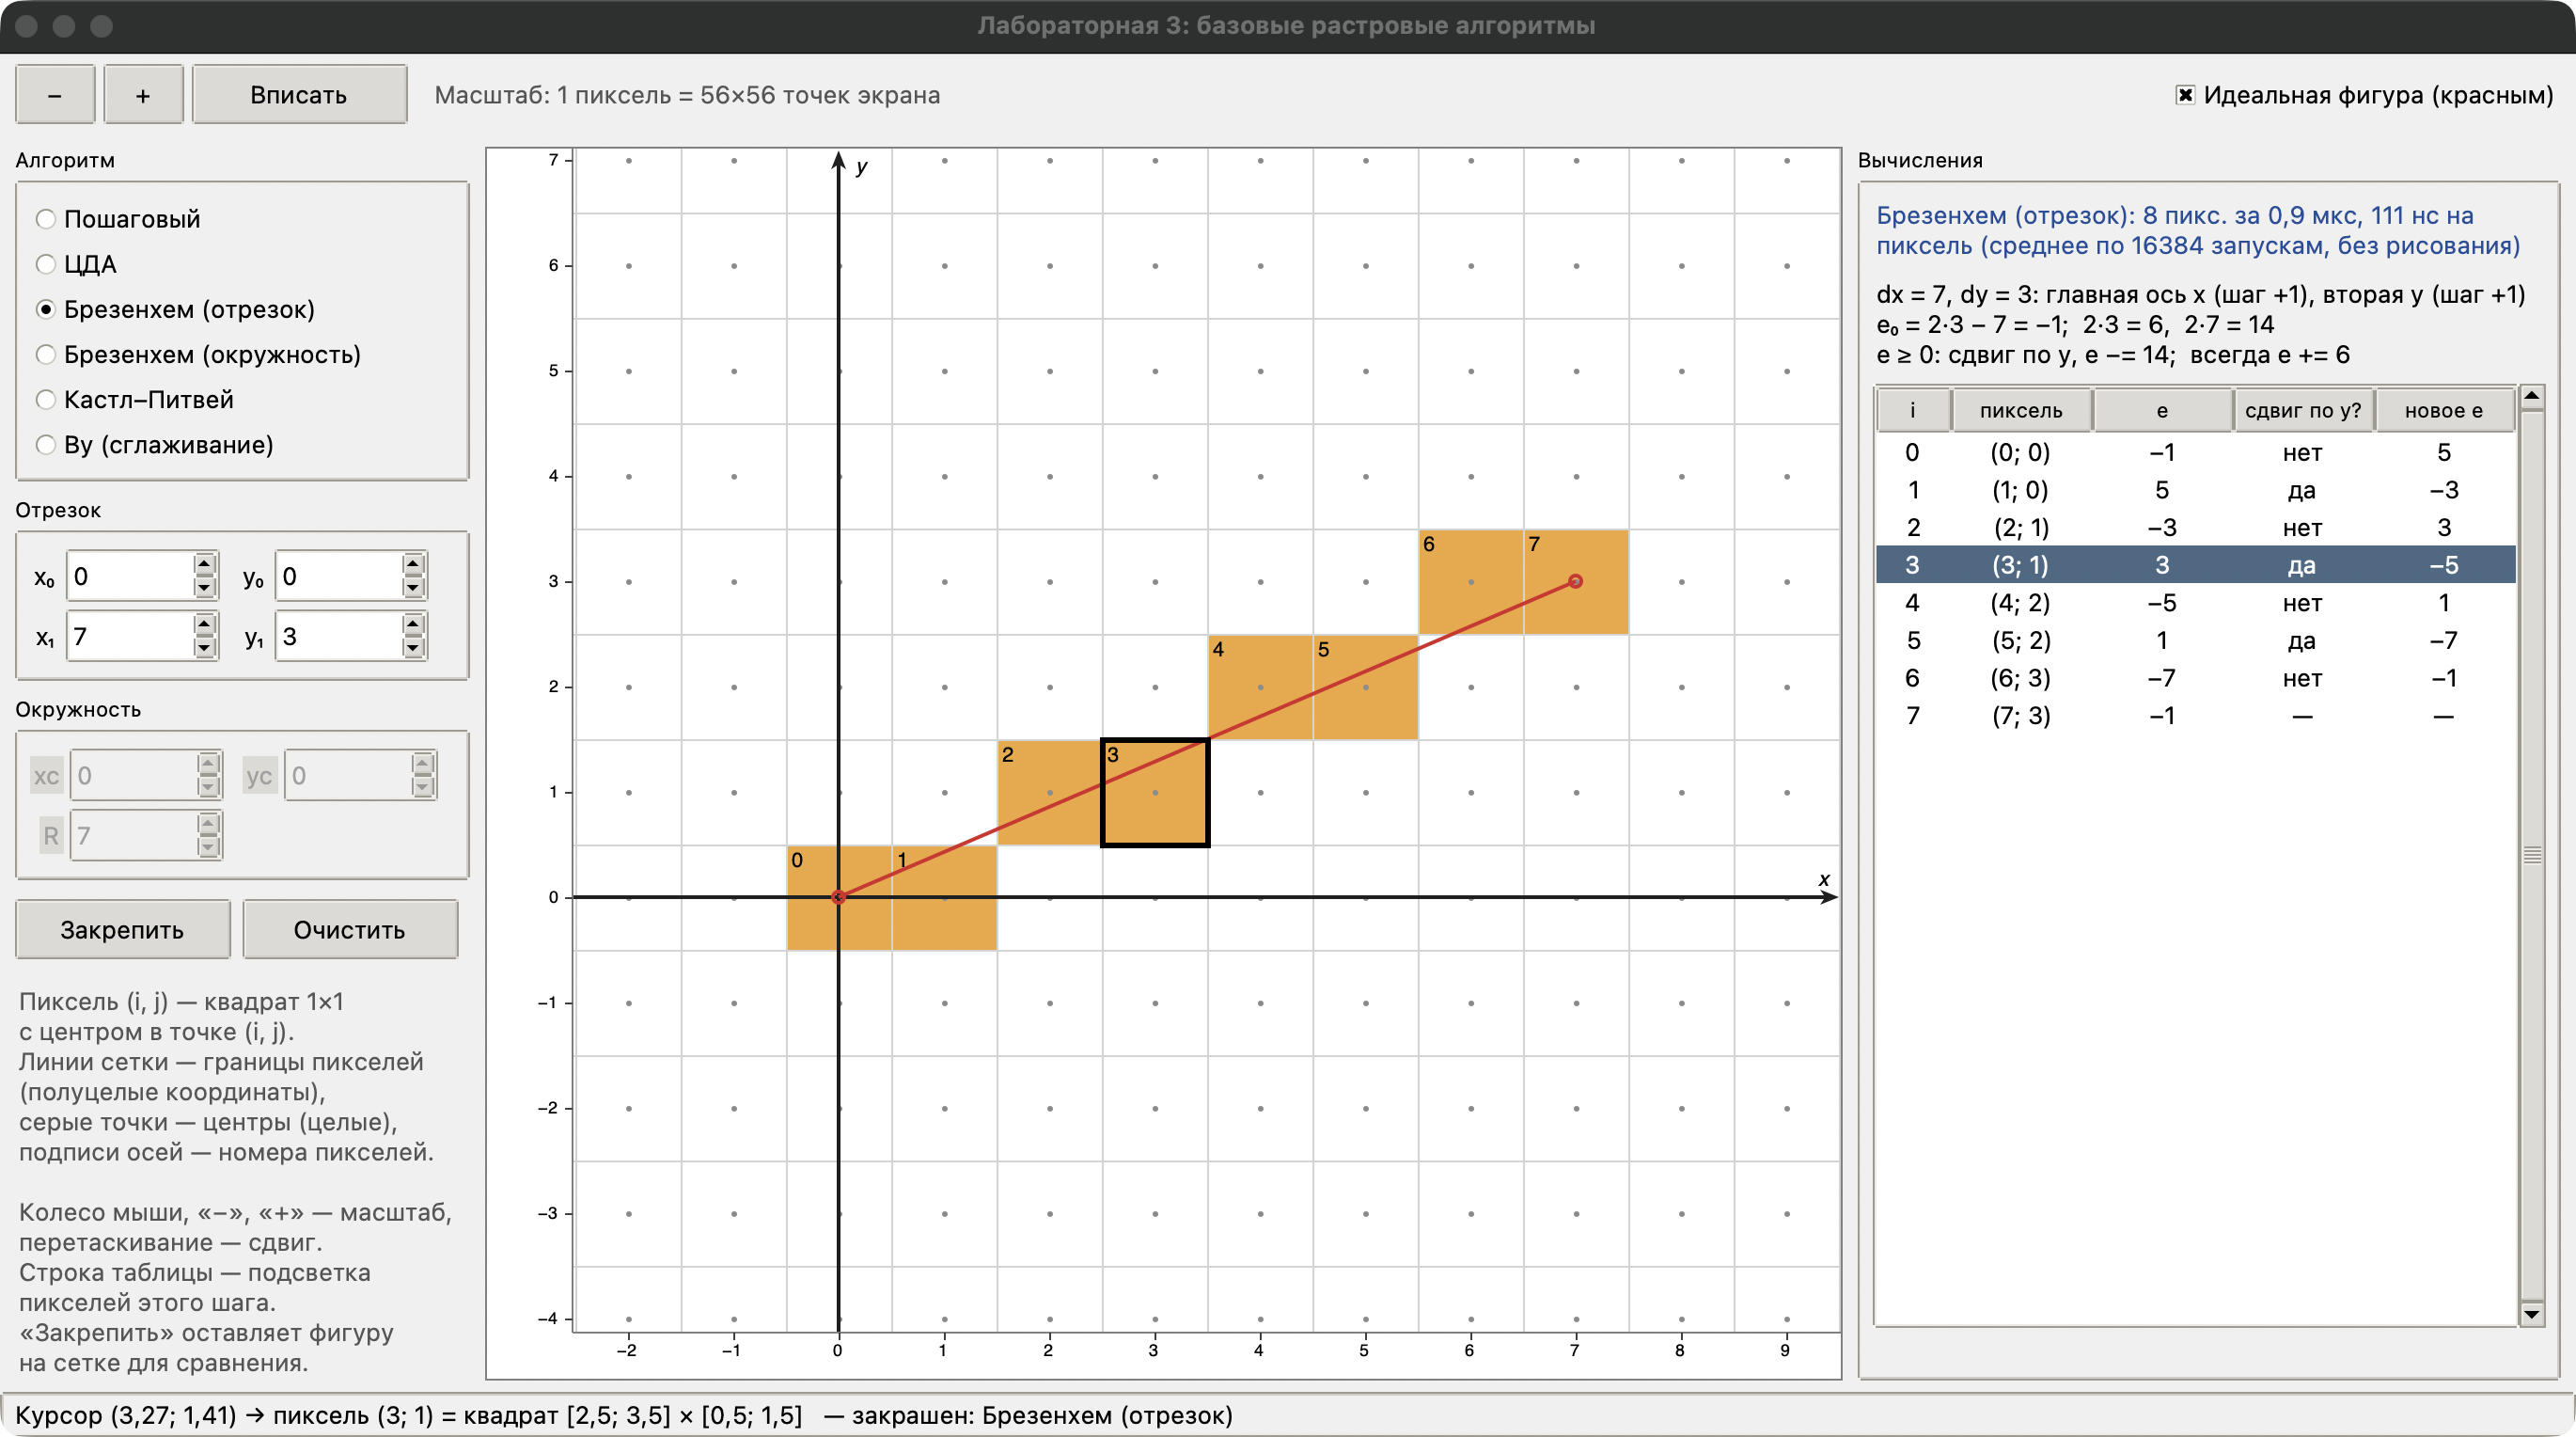 Лабораторная 3: базовые растровые алгоритмы
− + Вписать Масштаб: 1 пиксель = 56×56 точек экрана Идеальная фигура (красным)
Алгоритм
Пошаговый
ЦДА
Брезенхем (отрезок)
Брезенхем (окружность)
Кастл–Питвей
Ву (сглаживание)
Отрезок
x₀ 0 y₀ 0
x₁ 7 y₁ 3
Окружность
xc 0 yc 0
R 7
Закрепить Очистить
Пиксель (i, j) — квадрат 1×1
с центром в точке (i, j).
Линии сетки — границы пикселей
(полуцелые координаты),
серые точки — центры (целые),
подписи осей — номера пикселей.
Колесо мыши, «−», «+» — масштаб,
перетаскивание — сдвиг.
Строка таблицы — подсветка
пикселей этого шага.
«Закрепить» оставляет фигуру
на сетке для сравнения.
y
7
6
5
4
3
2
1
0
−1
−2
−3
−4
6 7
4 5
2 3
0 1
x
−2 −1 0 1 2 3 4 5 6 7 8 9
Вычисления
Брезенхем (отрезок): 8 пикс. за 0,9 мкс, 111 нс на
пиксель (среднее по 16384 запускам, без рисования)
dx = 7, dy = 3: главная ось x (шаг +1), вторая y (шаг +1)
e₀ = 2·3 − 7 = −1; 2·3 = 6, 2·7 = 14
e ≥ 0: сдвиг по y, e −= 14; всегда e += 6
i пиксель e сдвиг по y? новое e
0 (0; 0) −1 нет 5
1 (1; 0) 5 да −3
2 (2; 1) −3 нет 3
3 (3; 1) 3 да −5
4 (4; 2) −5 нет 1
5 (5; 2) 1 да −7
6 (6; 3) −7 нет −1
7 (7; 3) −1 — —
Курсор (3,27; 1,41) → пиксель (3; 1) = квадрат [2,5; 3,5] × [0,5; 1,5] — закрашен: Брезенхем (отрезок)